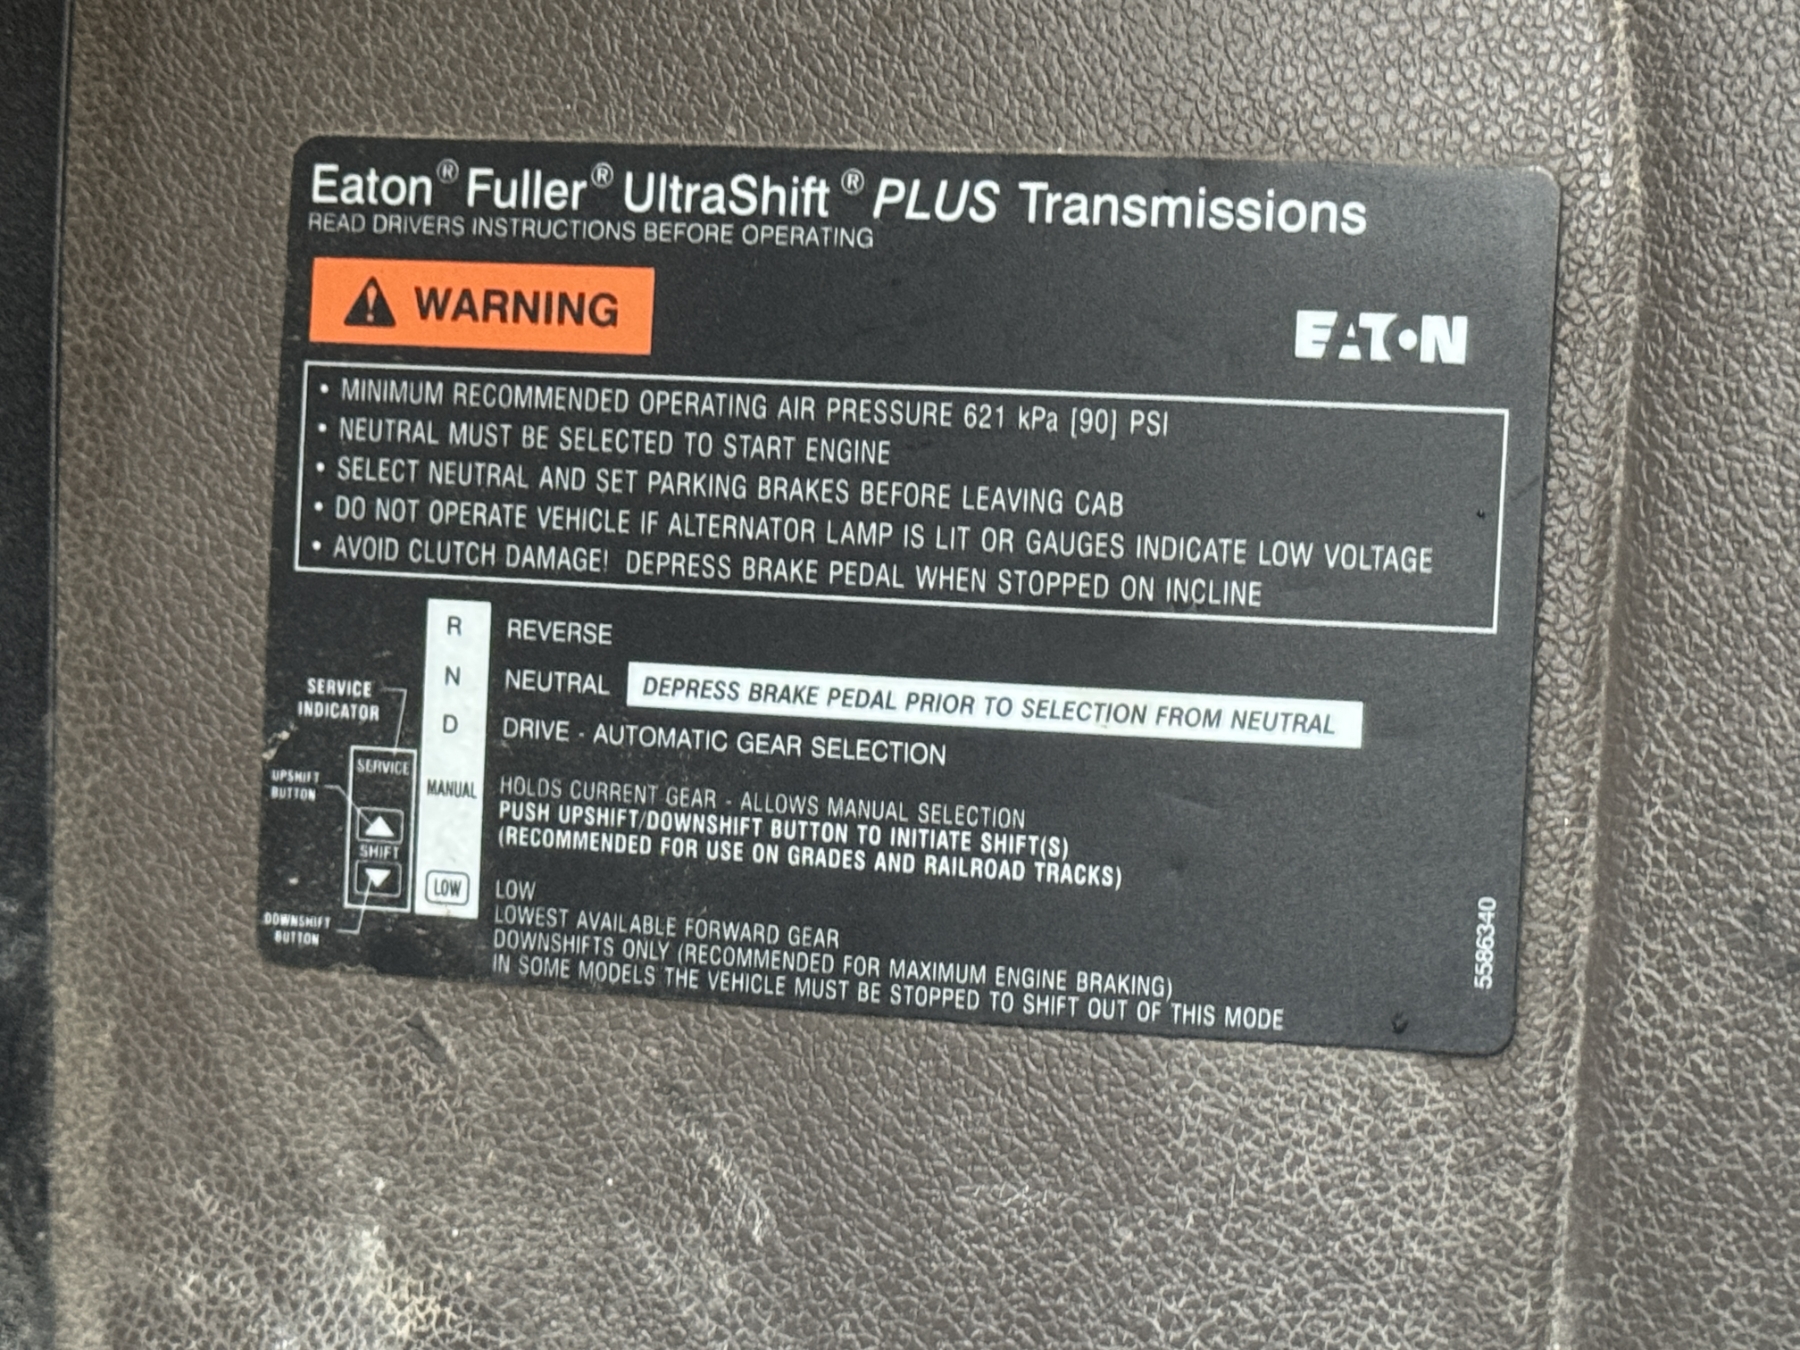 Eaton® Fuller® UltraShift® PLUS Transmissions
READ DRIVERS INSTRUCTIONS BEFORE OPERATING
WARNING
EATON
• MINIMUM RECOMMENDED OPERATING AIR PRESSURE 621 kPa [90] PSI
• NEUTRAL MUST BE SELECTED TO START ENGINE
• SELECT NEUTRAL AND SET PARKING BRAKES BEFORE LEAVING CAB
• DO NOT OPERATE VEHICLE IF ALTERNATOR LAMP IS LIT OR GAUGES INDICATE LOW VOLTAGE
• AVOID CLUTCH DAMAGE! DEPRESS BRAKE PEDAL WHEN STOPPED ON INCLINE
R REVERSE
N NEUTRAL DEPRESS BRAKE PEDAL PRIOR TO SELECTION FROM NEUTRAL
D DRIVE - AUTOMATIC GEAR SELECTION
MANUAL HOLDS CURRENT GEAR - ALLOWS MANUAL SELECTION
PUSH UPSHIFT/DOWNSHIFT BUTTON TO INITIATE SHIFT(S)
(RECOMMENDED FOR USE ON GRADES AND RAILROAD TRACKS)
LOW LOW
LOWEST AVAILABLE FORWARD GEAR
DOWNSHIFTS ONLY (RECOMMENDED FOR MAXIMUM ENGINE BRAKING)
IN SOME MODELS THE VEHICLE MUST BE STOPPED TO SHIFT OUT OF THIS MODE
SERVICE
INDICATOR
SERVICE
UPSHIFT
BUTTON
SHIFT
DOWNSHIFT
BUTTON
5586340